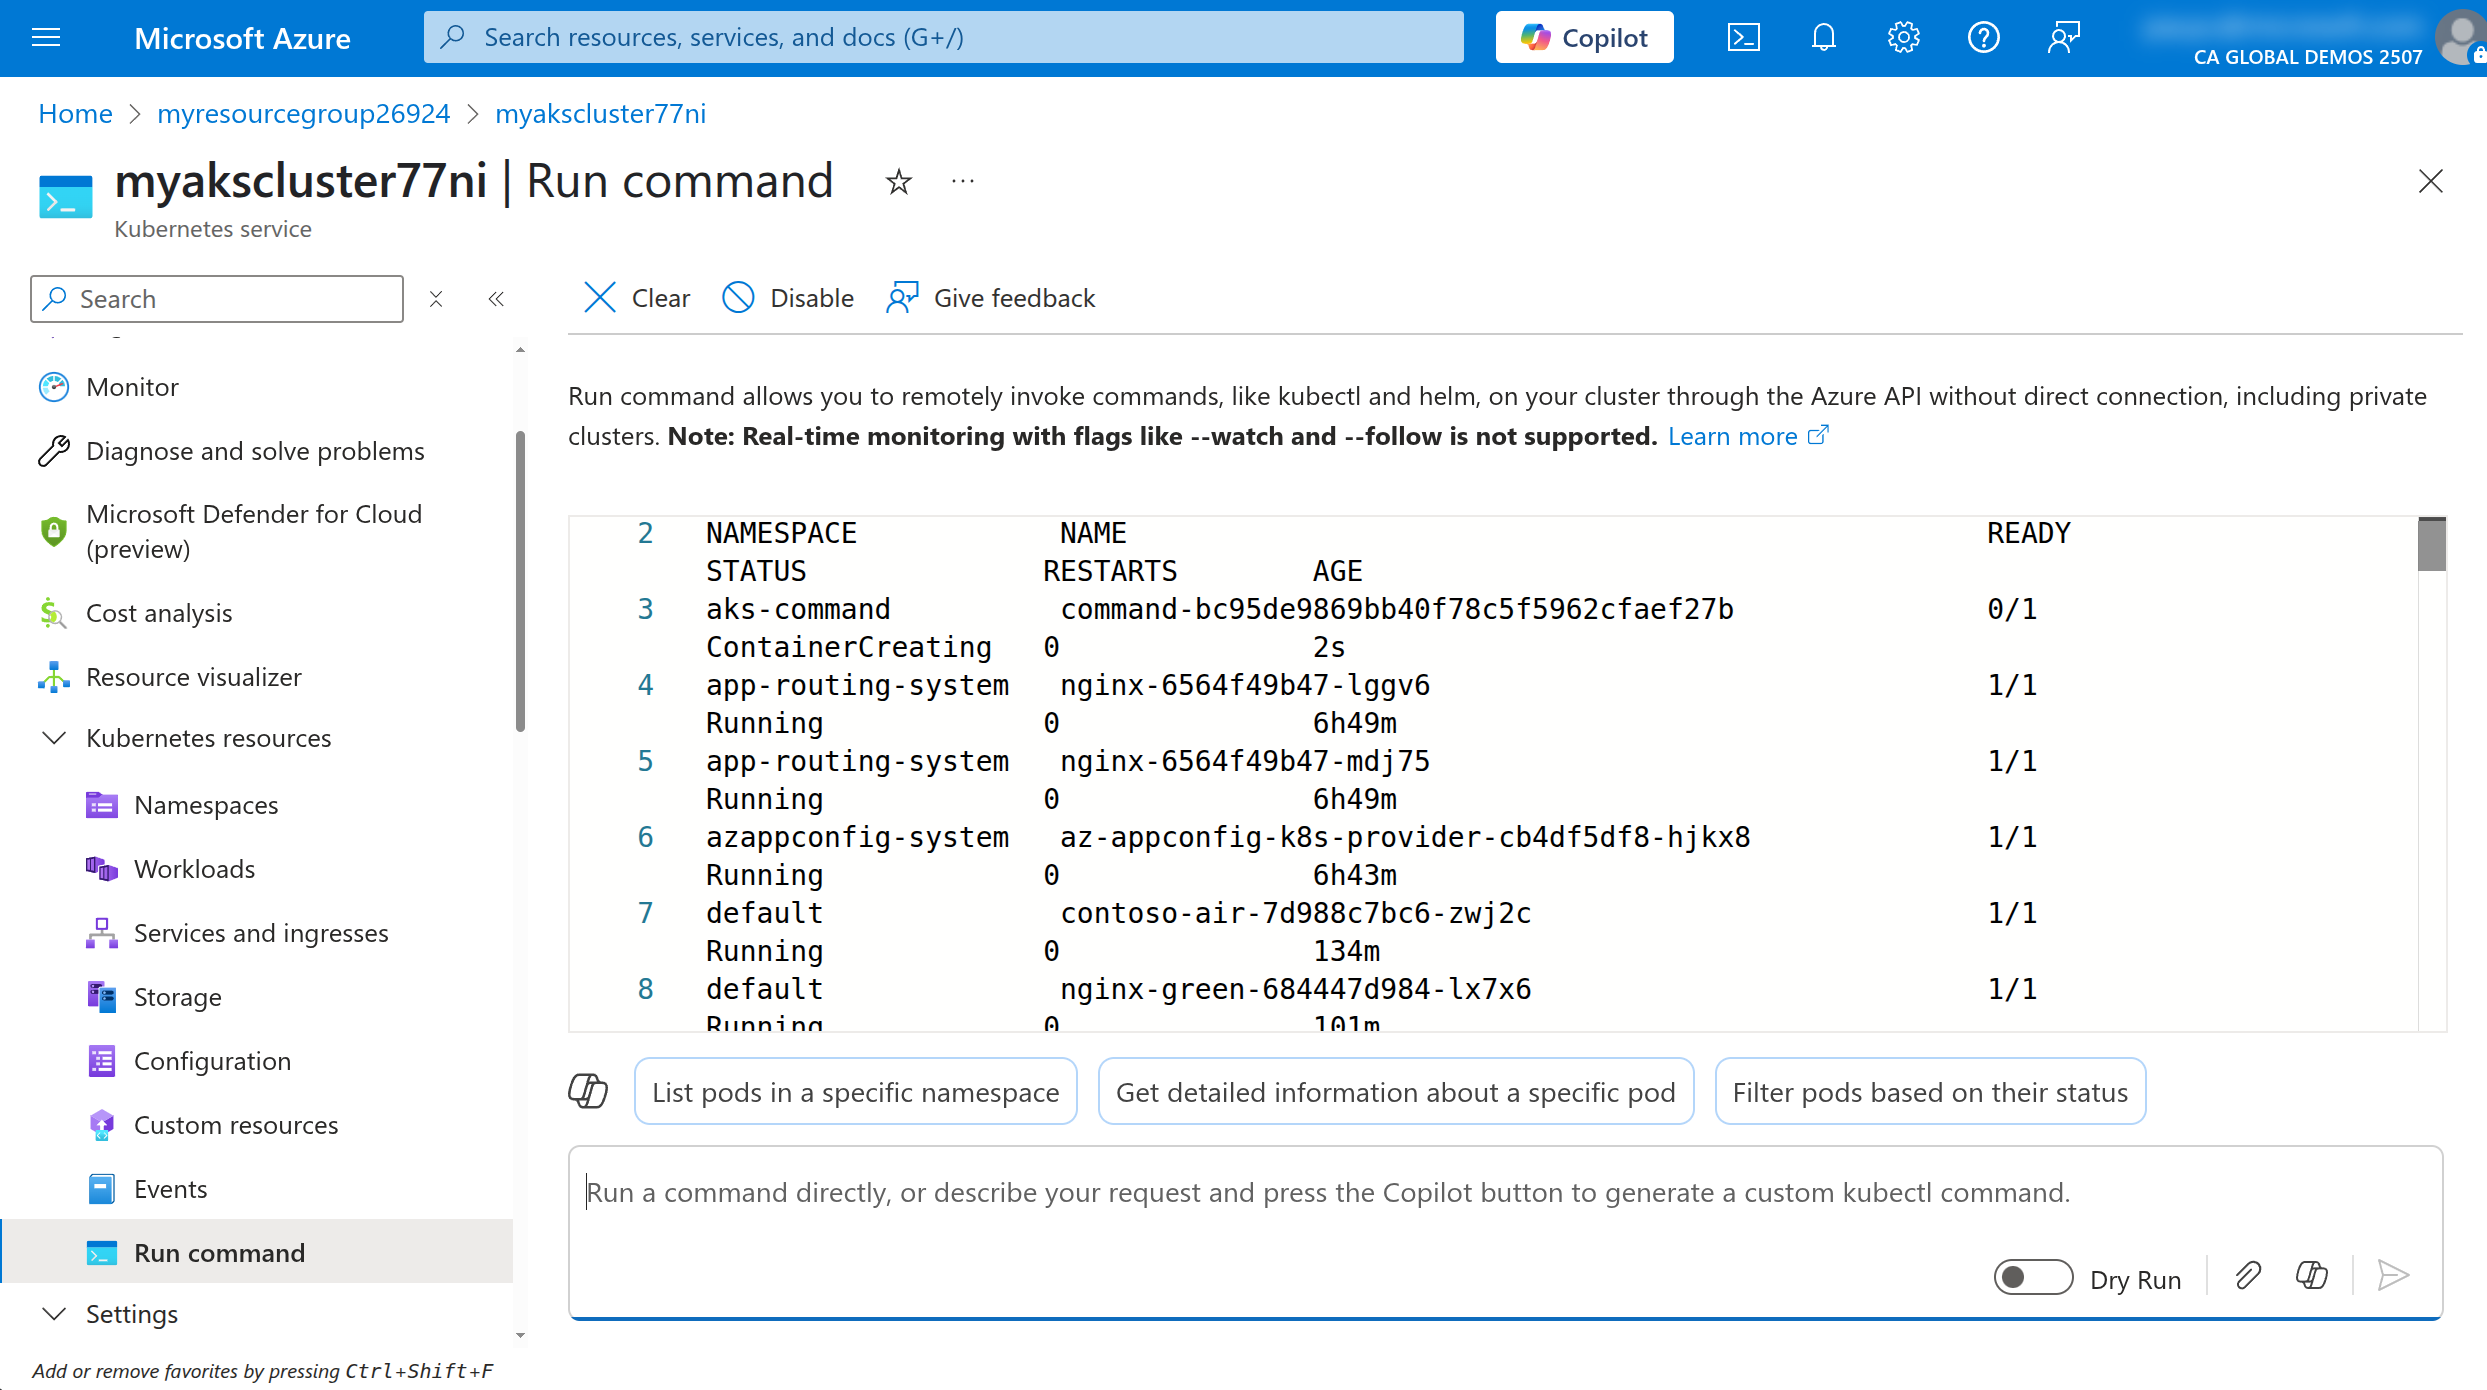 Microsoft Azure
Search resources, services, and docs (G+/)
Copilot
CA GLOBAL DEMOS 2507
Home > myresourcegroup26924 > myakscluster77ni
myakscluster77ni | Run command
Kubernetes service
Search
Clear
Disable
Give feedback
Monitor
Diagnose and solve problems
Microsoft Defender for Cloud
(preview)
Cost analysis
Resource visualizer
Kubernetes resources
Namespaces
Workloads
Services and ingresses
Storage
Configuration
Custom resources
Events
Run command
Settings
Add or remove favorites by pressing Ctrl+Shift+F
Run command allows you to remotely invoke commands, like kubectl and helm, on your cluster through the Azure API without direct connection, including private
clusters. Note: Real-time monitoring with flags like --watch and --follow is not supported. Learn more
2 NAMESPACE NAME READY
STATUS RESTARTS AGE
3 aks-command command-bc95de9869bb40f78c5f5962cfaef27b 0/1
ContainerCreating 0 2s
4 app-routing-system nginx-6564f49b47-lggv6 1/1
Running 0 6h49m
5 app-routing-system nginx-6564f49b47-mdj75 1/1
Running 0 6h49m
6 azappconfig-system az-appconfig-k8s-provider-cb4df5df8-hjkx8 1/1
Running 0 6h43m
7 default contoso-air-7d988c7bc6-zwj2c 1/1
Running 0 134m
8 default nginx-green-684447d984-lx7x6 1/1
Running 0 101m
List pods in a specific namespace
Get detailed information about a specific pod
Filter pods based on their status
Run a command directly, or describe your request and press the Copilot button to generate a custom kubectl command.
Dry Run